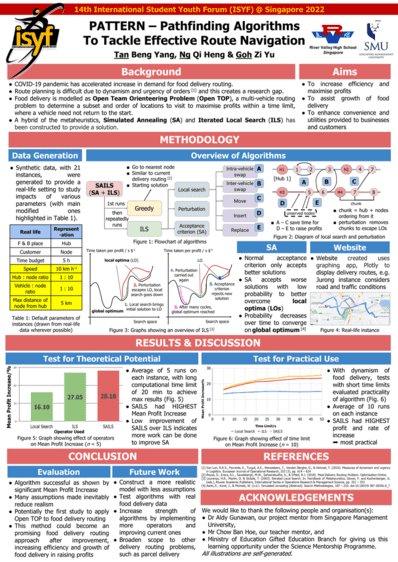 14th International Student Youth Forum (ISYF) @ Singapore 2022
isyf
PATTERN – Pathfinding Algorithms
To Tackle Effective Route Navigation
Tan Beng Yang, Ng Qi Heng & Goh Zi Yu
River Valley High School
Singapore
SMU
Background
● COVID-19 pandemic has accelerated increase in demand for food delivery routing.
● Route planning is difficult due to dynamism and urgency of orders [1] and this creates a research gap.
● Food delivery is modelled as Open Team Orienteering Problem (OTOP), a multi-vehicle routing
problem to determine a subset and order of locations to visit to maximise profits within a time limit,
where a vehicle need not return to the start.
● A hybrid of the metaheuristics, Simulated Annealing (SA) and Iterated Local Search (ILS) has
been constructed to provide a solution.
Aims
● To increase efficiency and
maximise profits
● To assist growth of food
delivery
● To enhance convenience and
utilities provided to businesses
and customers
METHODOLOGY
Data Generation
● Synthetic data, with 21
instances, were
generated to provide a
real-life setting to study
impacts of various
parameters (with main
modified ones
highlighted in Table 1).
Real life Represent-ation
F & B place Hub
Customer Node
Time budget 5 h
Speed 10 km h⁻¹
Hub : node ratio 1 : 10
Vehicle : node ratio 1 : 10
Max distance of node from hub 5 km
Table 1: Default parameters of
instances (drawn from real-life
data wherever possible)
Overview of Algorithms
SAILS
(SA + ILS)
● Go to nearest node
● Similar to current
delivery routing
● Starting solution
1st runs
Greedy
then
repeatedly
runs
ILS
Local search
Perturbation
Acceptance
criterion (SA)
Intra-vehicle
swap A
Inter-vehicle
swap B
Move C
Insert D
Replace E
Figure 1: Flowchart of algorithms
[Hub 1]
A B C
D E
unserved nodes
chunk
● A – C save time for
D – E to raise profits
● chunk = hub + nodes
ordering from it
● perturbation removes
chunks to escape LOs
Figure 2: Diagram of local search and perturbation
Time taken per profit / s $⁻¹
local optima (LO)
2. Perturbation
escapes LO, local
search goes down
1. Local search brings
initial solution to LO
global optimum
Search space
Time taken per profit / s $⁻¹
4. Perturbation
carried out
again
LO
3. Acceptance
criterion
rejects new
solution
5. After many cycles,
global optimum reached
Search space
Figure 3: Graphs showing an overview of ILS
SA
● Normal acceptance
criterion only accepts
better solutions
● SA accepts worse
solutions with low
probability to better
overcome local
optima (LOs)
● Probability decreases
over time to converge
to global optimum
Website
● Website created uses
graphing app, Plotly to
display delivery routes, e.g.
Jurong instance considers
road and traffic conditions
Figure 4: Real-life instance
RESULTS & DISCUSSION
Test for Theoretical Potential
Mean Profit Increase/%
16.10
27.05
28.10
Local Search ILS SAILS
Operator Used
Figure 5: Graph showing effect of operators
on Mean Profit Increase (n = 5)
● Average of 5 runs on
each instance, with long
computational time limit
of 20 min to achieve
max results (Fig. 5)
● SAILS had HIGHEST
Mean Profit Increase
● Low improvement of
SAILS over ILS indicates
more work can be done
to improve SA
Test for Practical Use
Mean Profit Increase/%
Local Search ILS SAILS
Figure 6: Graph showing effect of time limit
on Mean Profit Increase (n = 10)
● With dynamism of
food delivery, tests
with short time limits
evaluated practicality
of algorithm (Fig. 6)
● Average of 10 runs
on each instance
● SAILS had HIGHEST
profit and rate of
increase
➔ most practical
CONCLUSION
Evaluation
● Algorithm successful as shown by
significant Mean Profit Increase
● Many assumptions made inevitably
reduce realism
● Potentially the first study to apply
Open TOP to food delivery routing
● This method could become an
promising food delivery routing
approach after improvement,
increasing efficiency and growth of
food delivery in raising profits
Future Work
● Construct a more realistic
model with less assumptions
● Test algorithms with real
food delivery data
● Increase strength of
algorithms by implementing
more operators and
improving current ones
● Broaden scope to other
delivery routing problems,
such as parcel delivery
REFERENCES
ACKNOWLEDGEMENTS
We would like to thank the following people and organisation(s):
● Dr Aldy Gunawan, our project mentor from Singapore Management
University,
● Mr Chow Ban Hoe, our teacher mentor, and
● Ministry of Education Gifted Education Branch for giving us this
learning opportunity under the Science Mentorship Programme.
All illustrations are self-generated.